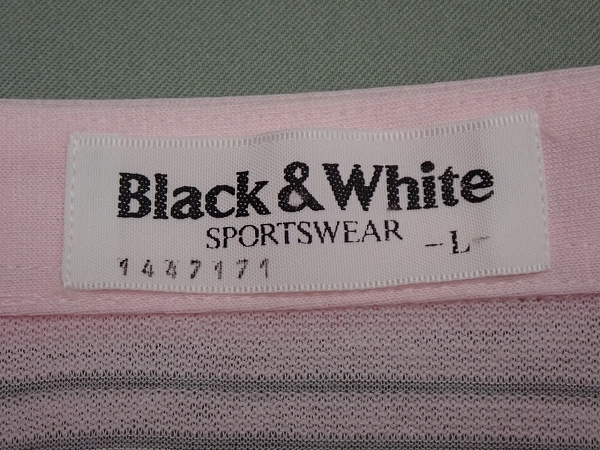 Black & White
SPORTSWEAR -L-
1447171